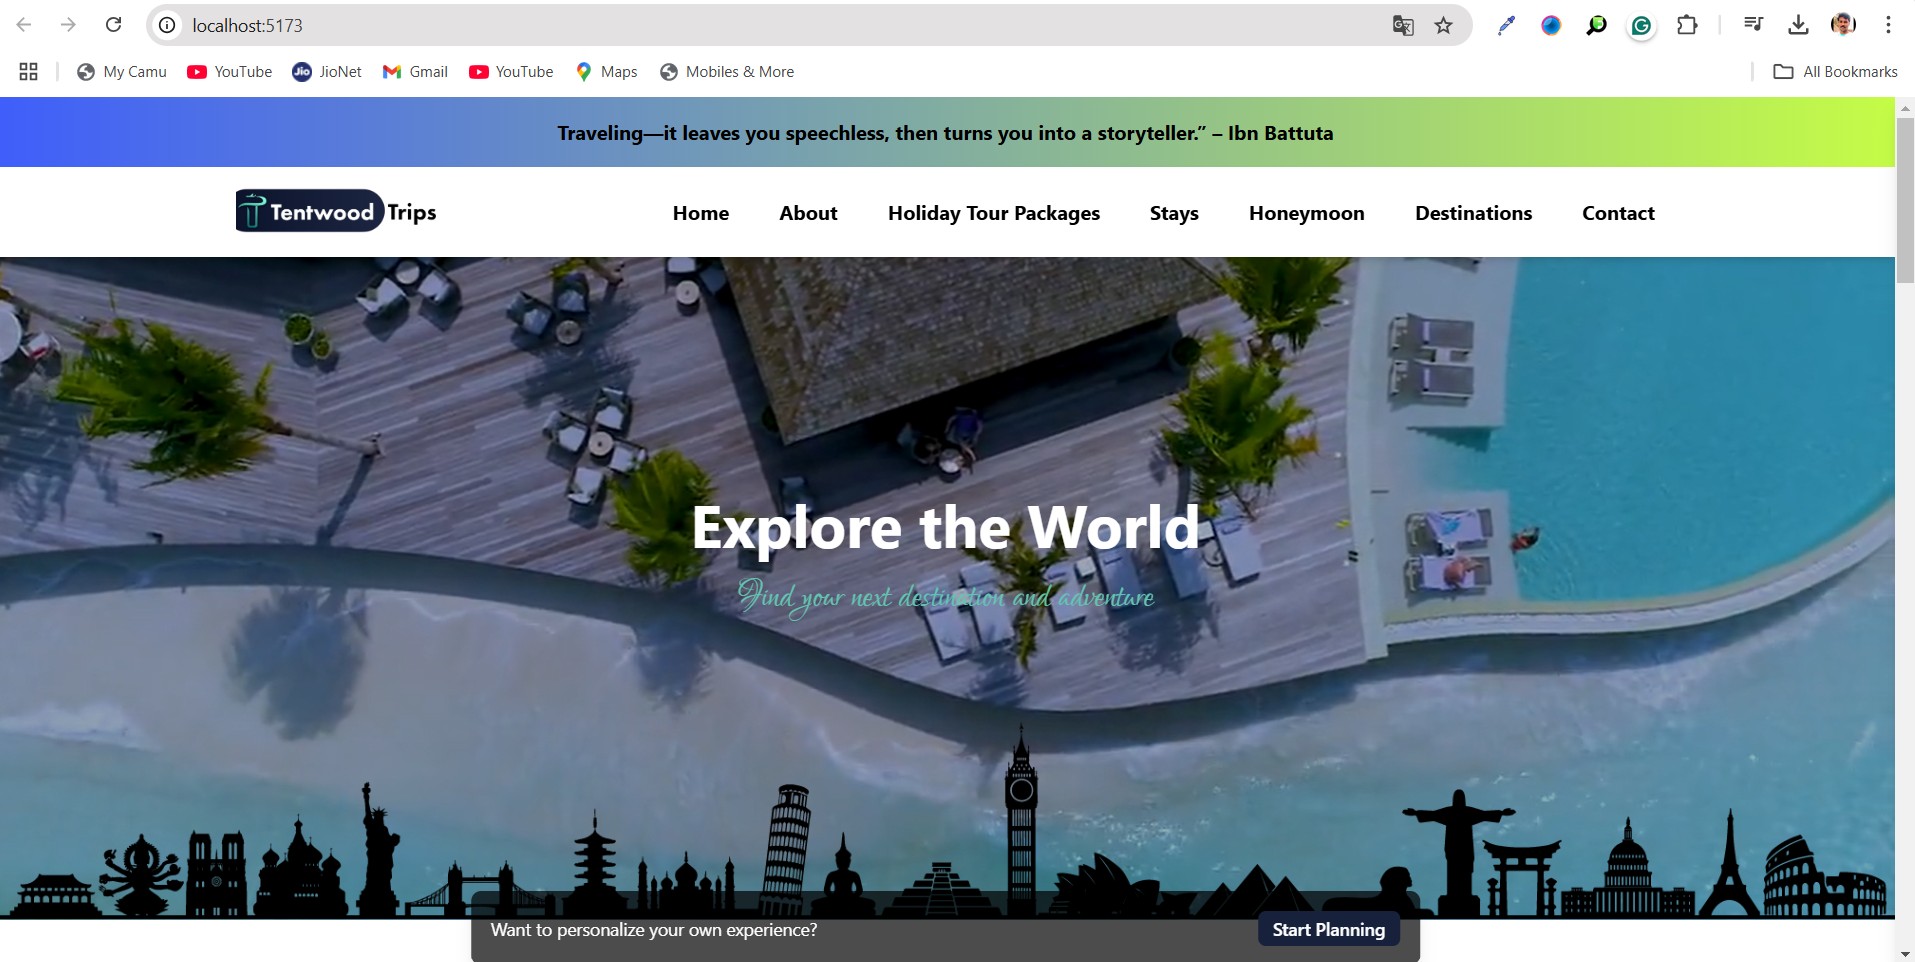 localhost:5173
My Camu YouTube JioNet Gmail YouTube Maps Mobiles & More All Bookmarks
Traveling—it leaves you speechless, then turns you into a storyteller.” – Ibn Battuta
Tentwood Trips
Home About Holiday Tour Packages Stays Honeymoon Destinations Contact
Explore the World
Find your next destination and adventure
Want to personalize your own experience? Start Planning